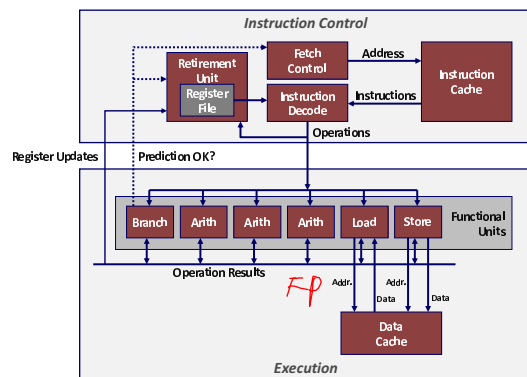 Instruction Control
Retirement
Unit
Register
File
Fetch
Control
Address
Instruction
Cache
Instruction
Decode
Instructions
Operations
Register Updates
Prediction OK?
Branch
Arith
Arith
Arith
Load
Store
Functional
Units
Operation Results
FP
Addr.
Data
Addr.
Data
Data
Cache
Execution